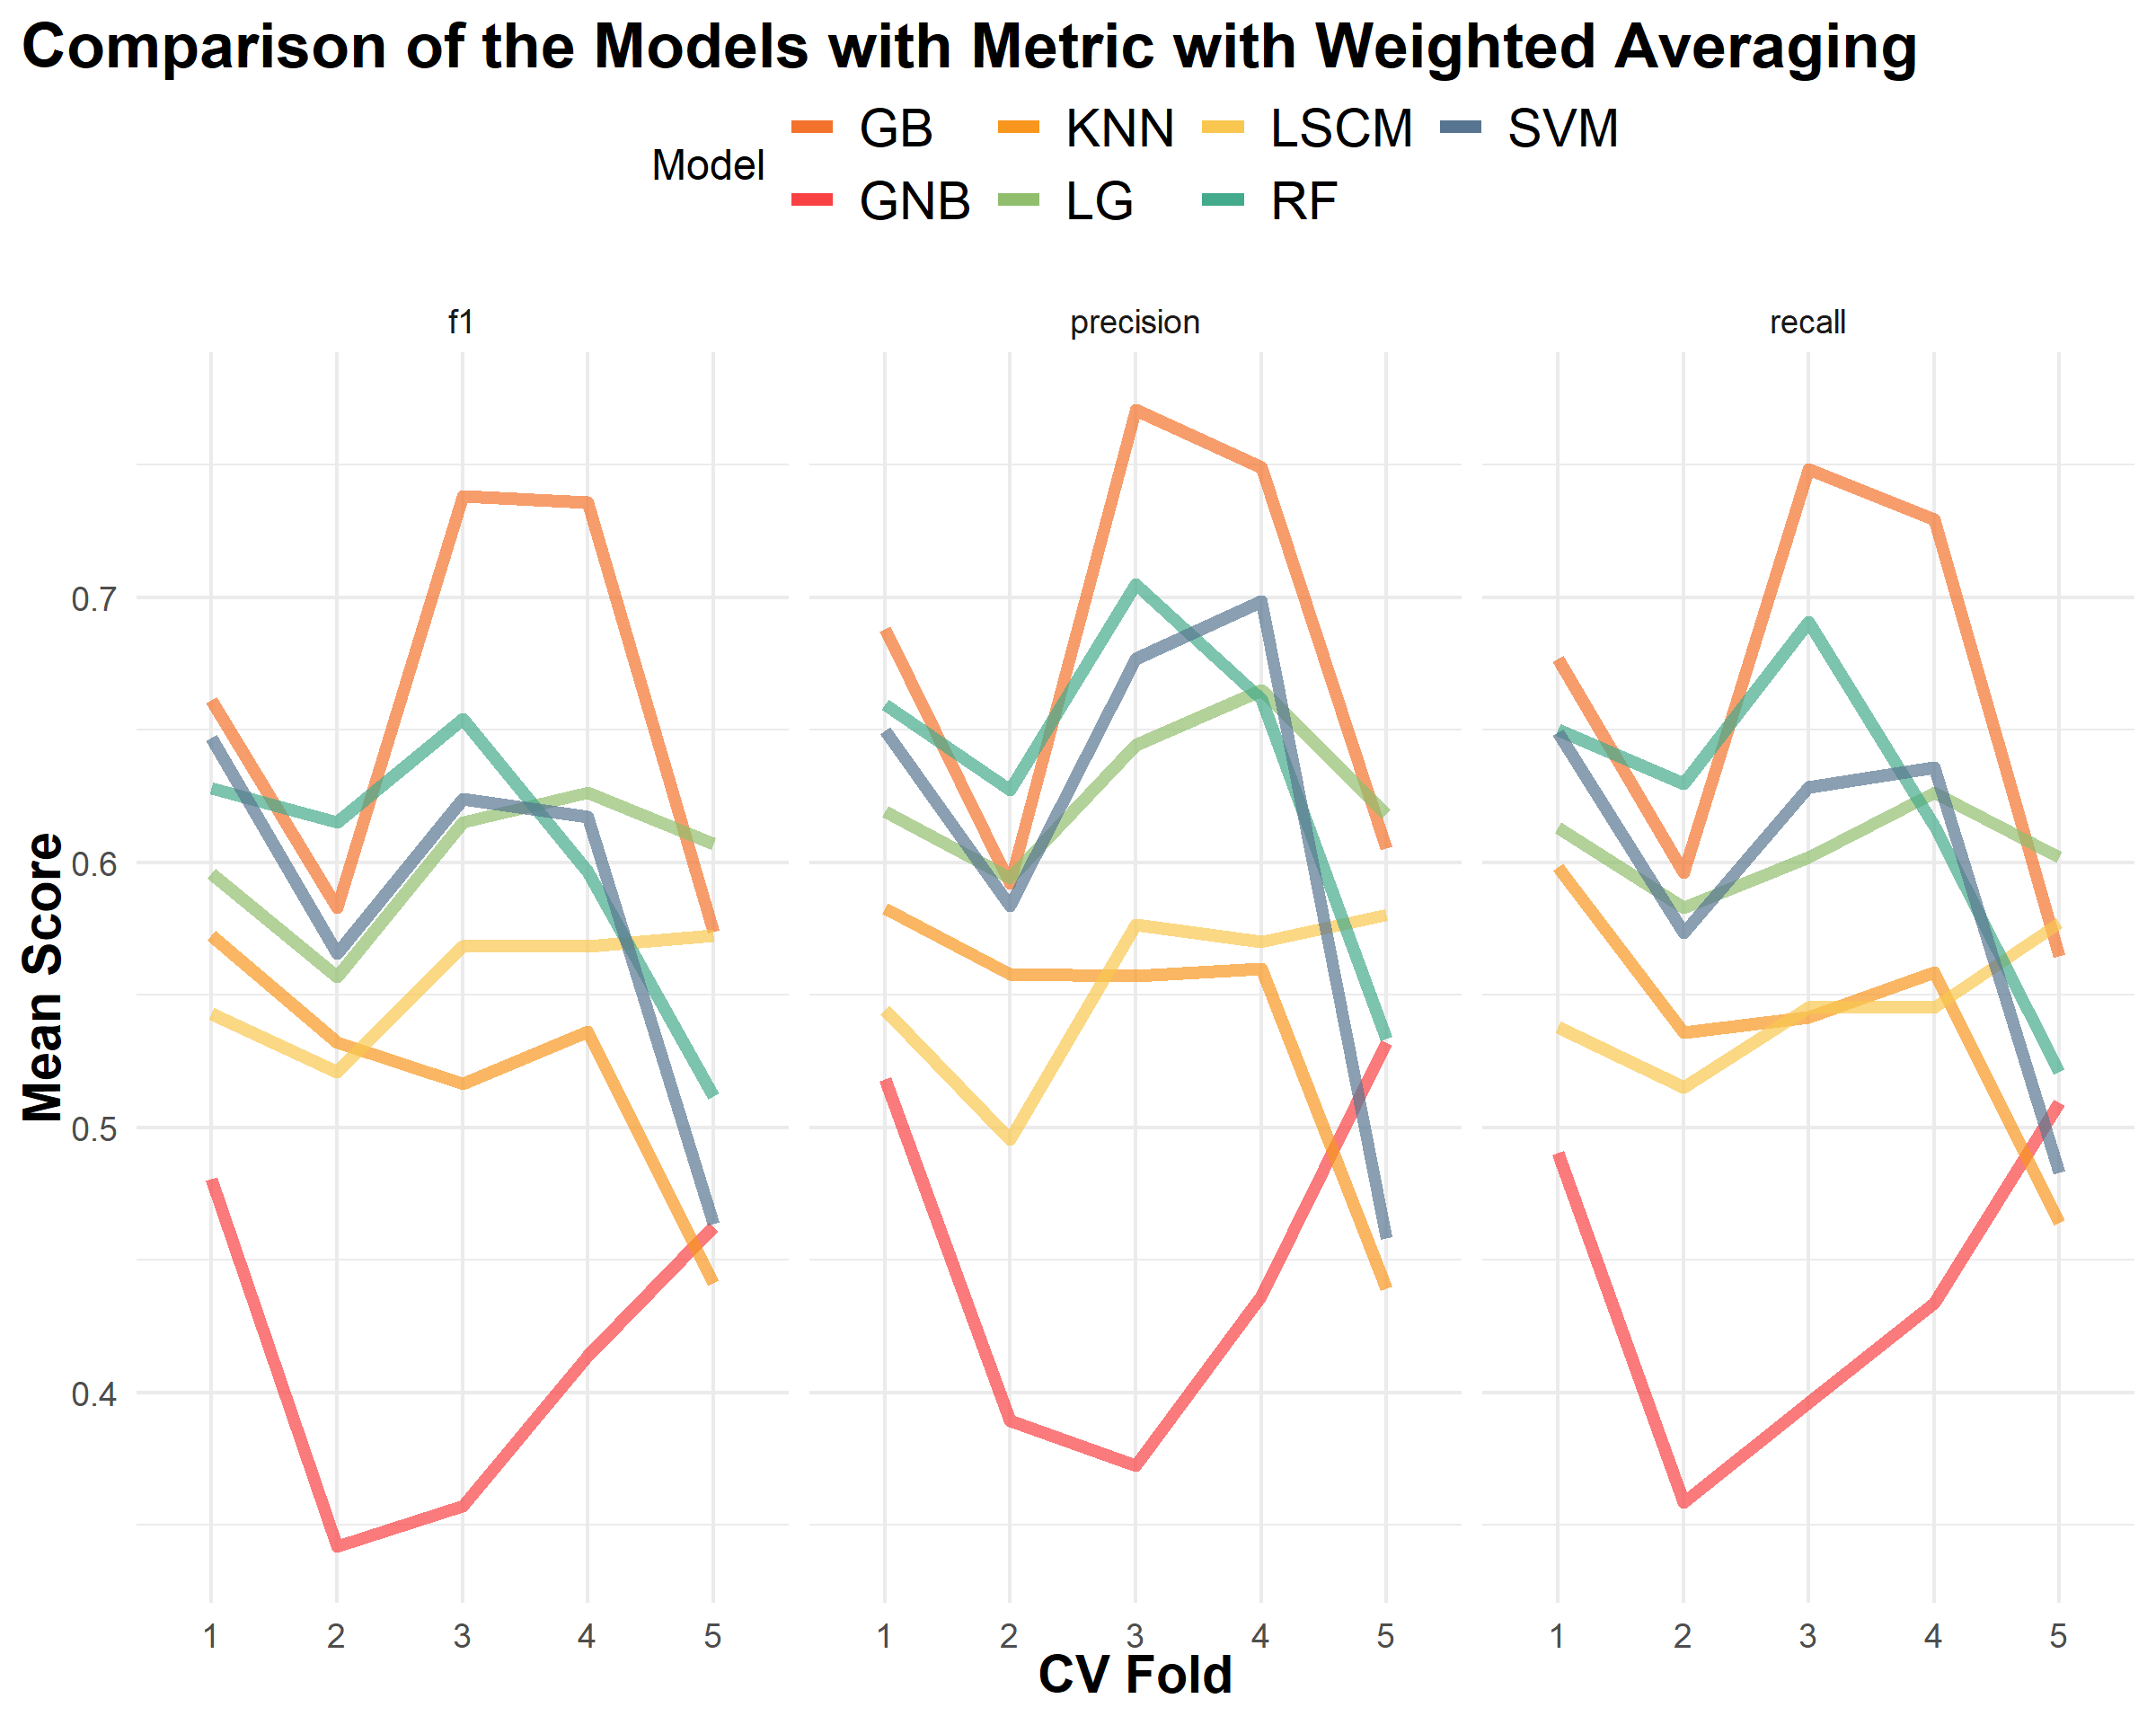 Comparison of the Models with Metric with Weighted Averaging
Model
GB KNN LSCM SVM
GNB LG RF
f1 precision recall
Mean Score
0.7
0.6
0.5
0.4
1 2 3 4 5 1 2 3 4 5 1 2 3 4 5
CV Fold